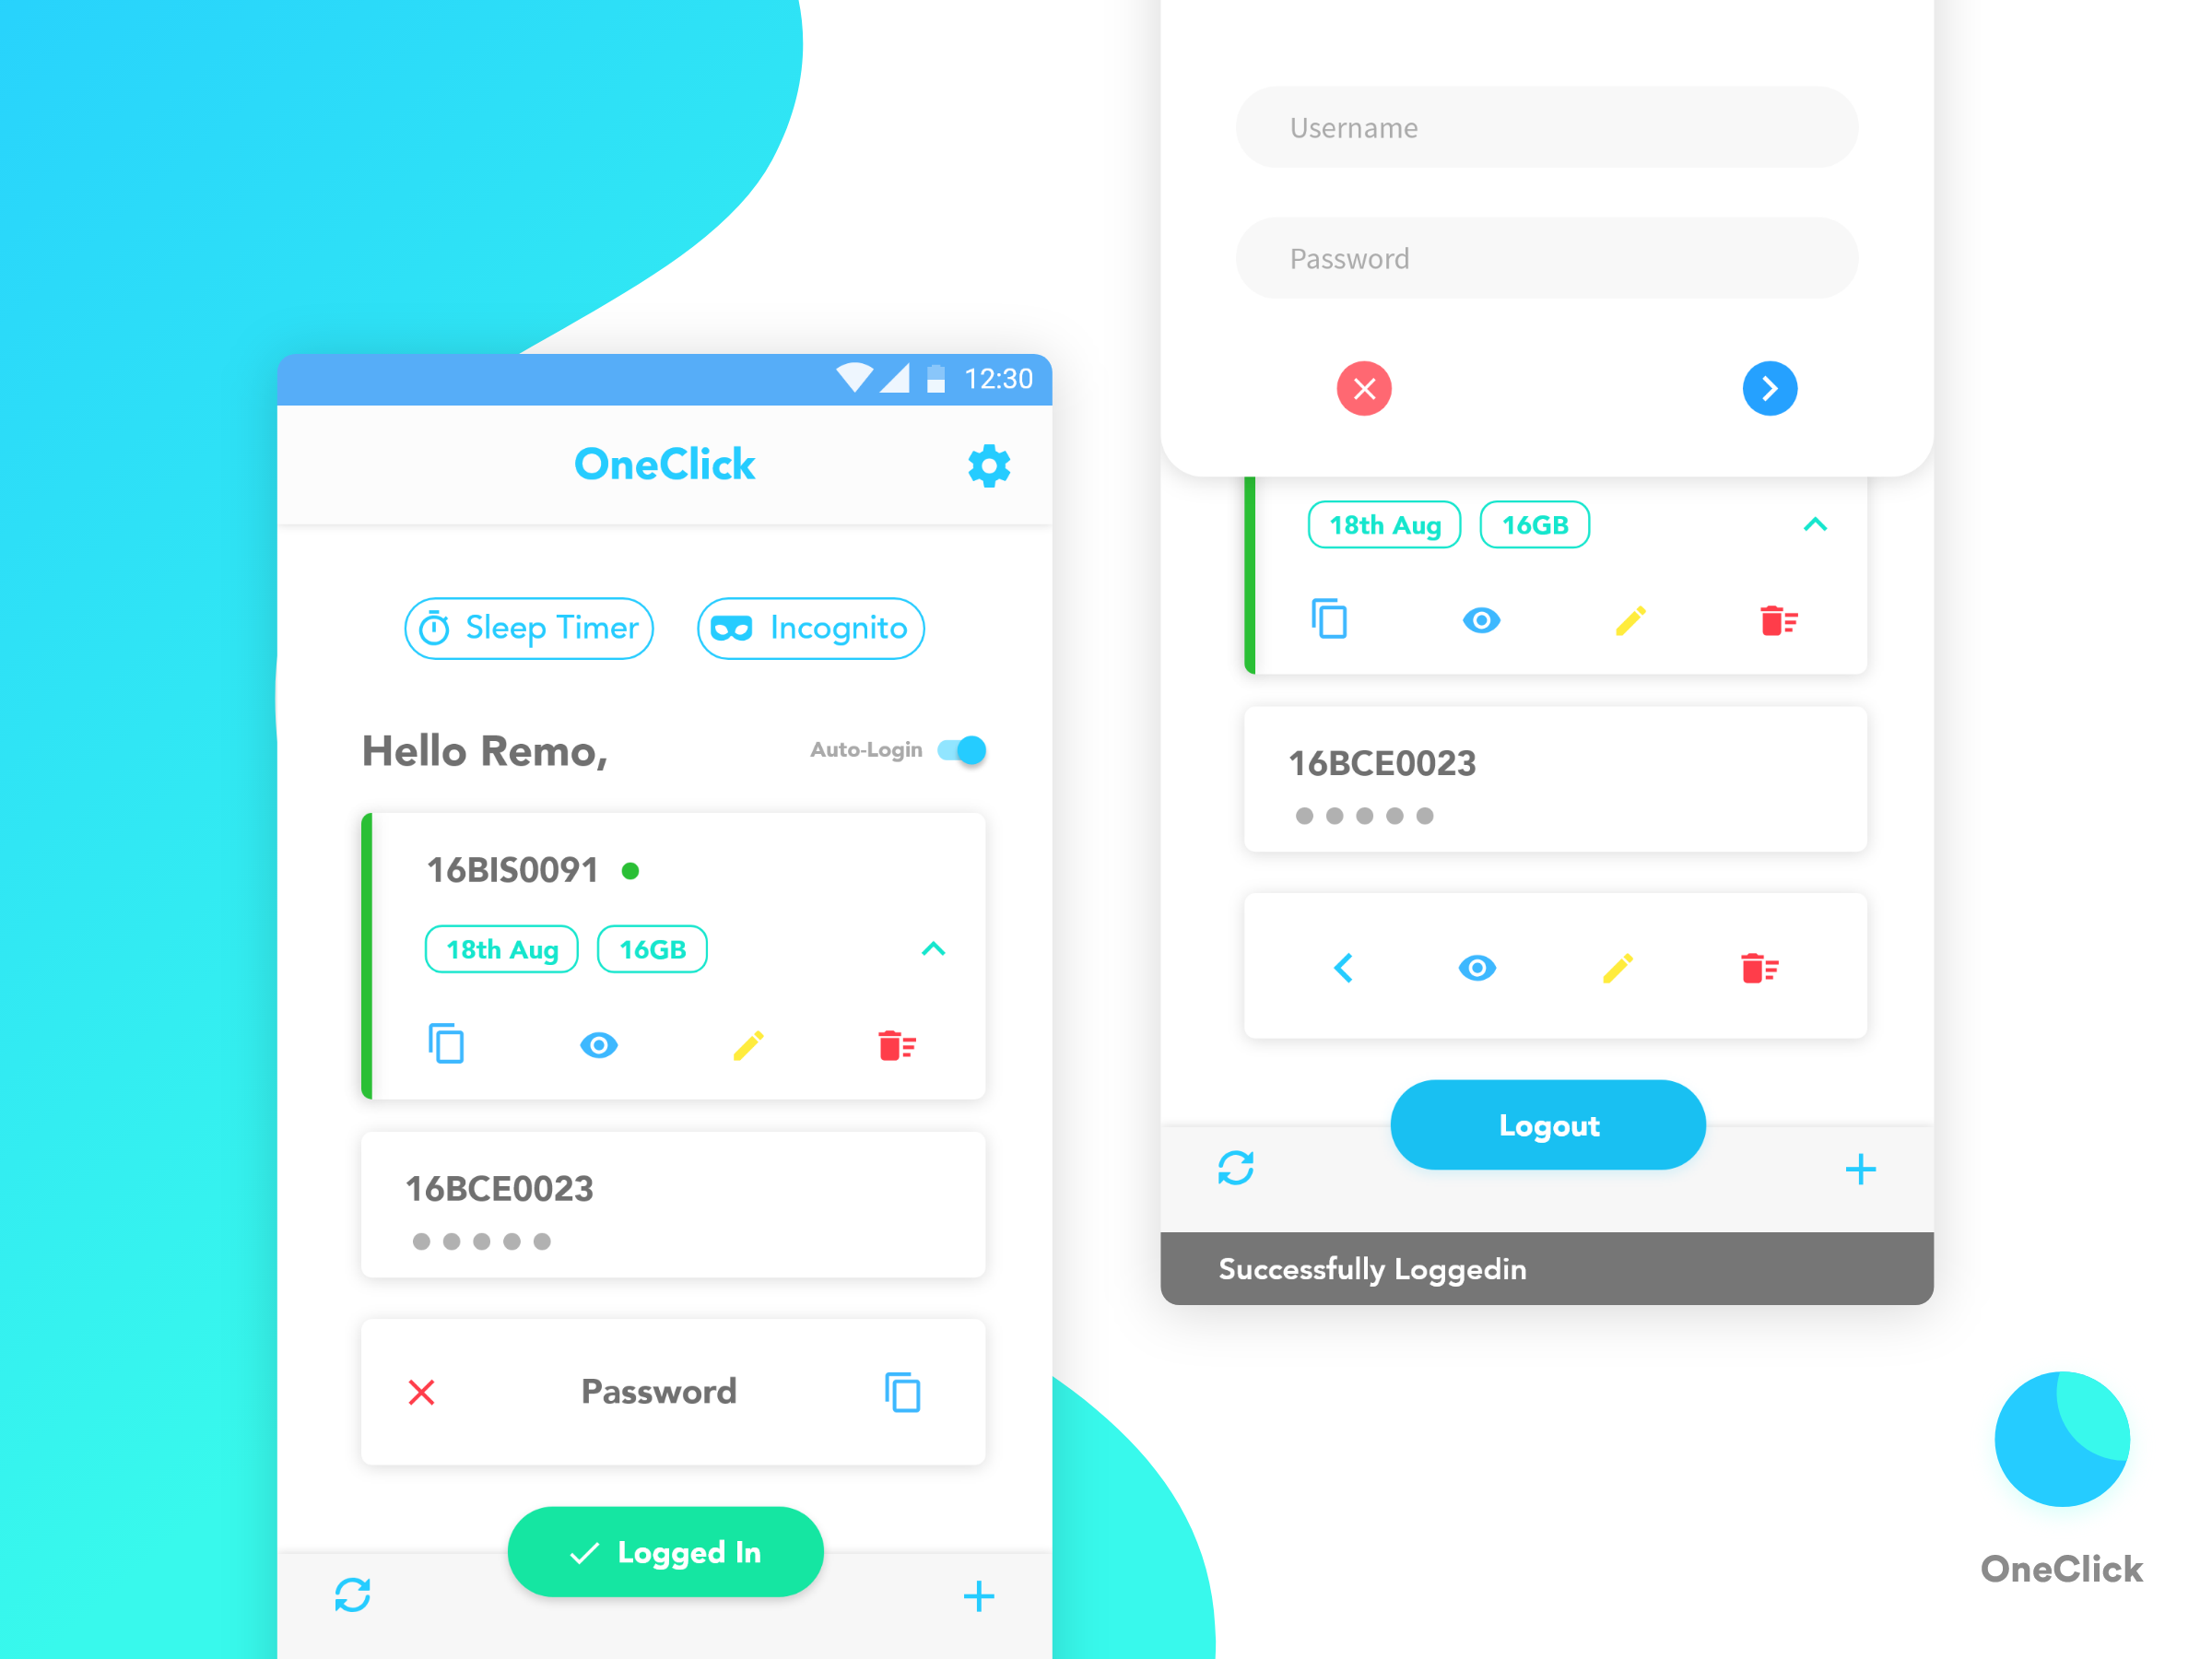 12:30
OneClick
Sleep Timer
Incognito
Hello Remo,
Auto-Login
16BIS0091
18th Aug
16GB
16BCE0023
Password
Logged In
Username
Password
18th Aug
16GB
16BCE0023
Logout
Successfully Loggedin
OneClick